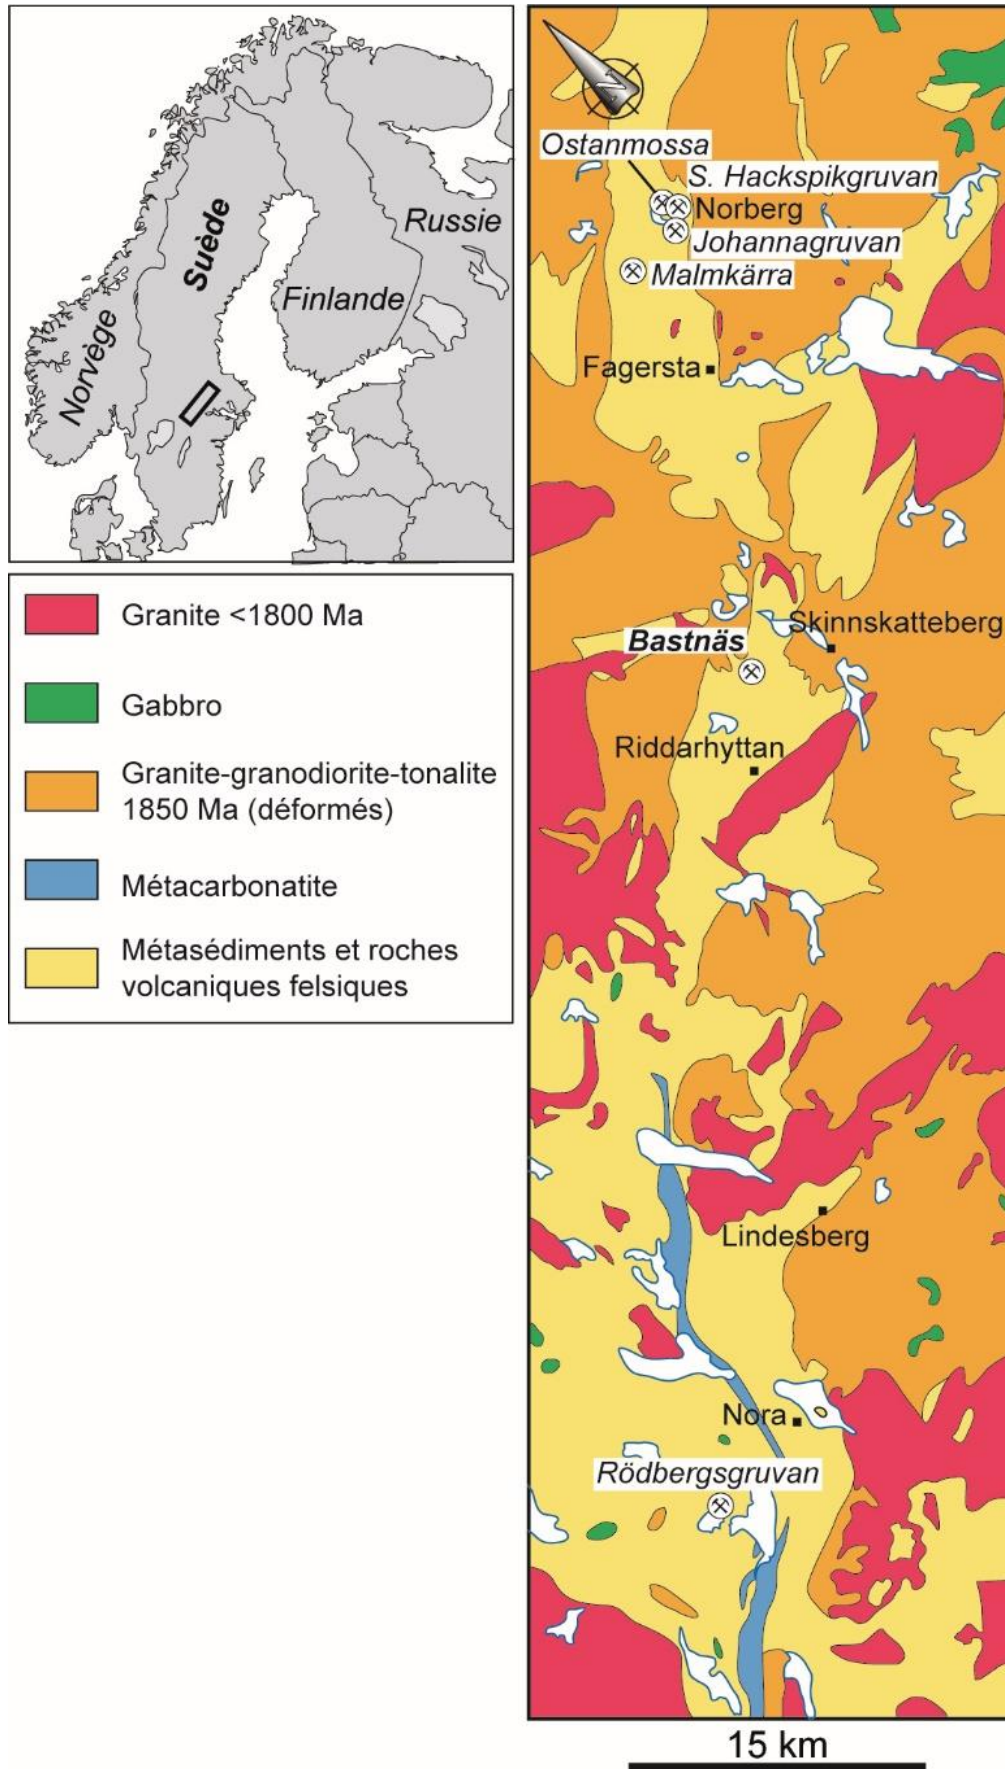 Suède
Norvège
Finlande
Russie
Granite <1800 Ma
Gabbro
Granite-granodiorite-tonalite
1850 Ma (déformés)
Métacarbonatite
Métasédiments et roches
volcaniques felsiques
N
Ostanmossa
S. Hackspikgruvan
Norberg
Johannagruvan
Malmkärra
Fagersta
Skinnskatteberg
Bastnäs
Riddarhyttan
Lindesberg
Nora
Rödbergsgruvan
15 km